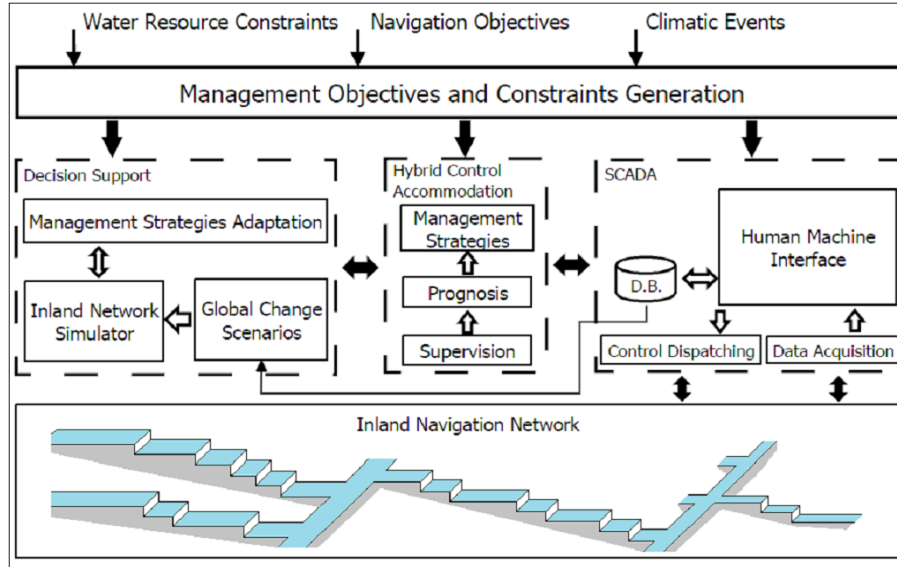 Water Resource Constraints
Navigation Objectives
Climatic Events
Management Objectives and Constraints Generation
Decision Support
Management Strategies Adaptation
Inland Network
Simulator
Global Change
Scenarios
Hybrid Control
Accommodation
Management
Strategies
Prognosis
Supervision
SCADA
Human Machine
Interface
D.B.
Control Dispatching
Data Acquisition
Inland Navigation Network